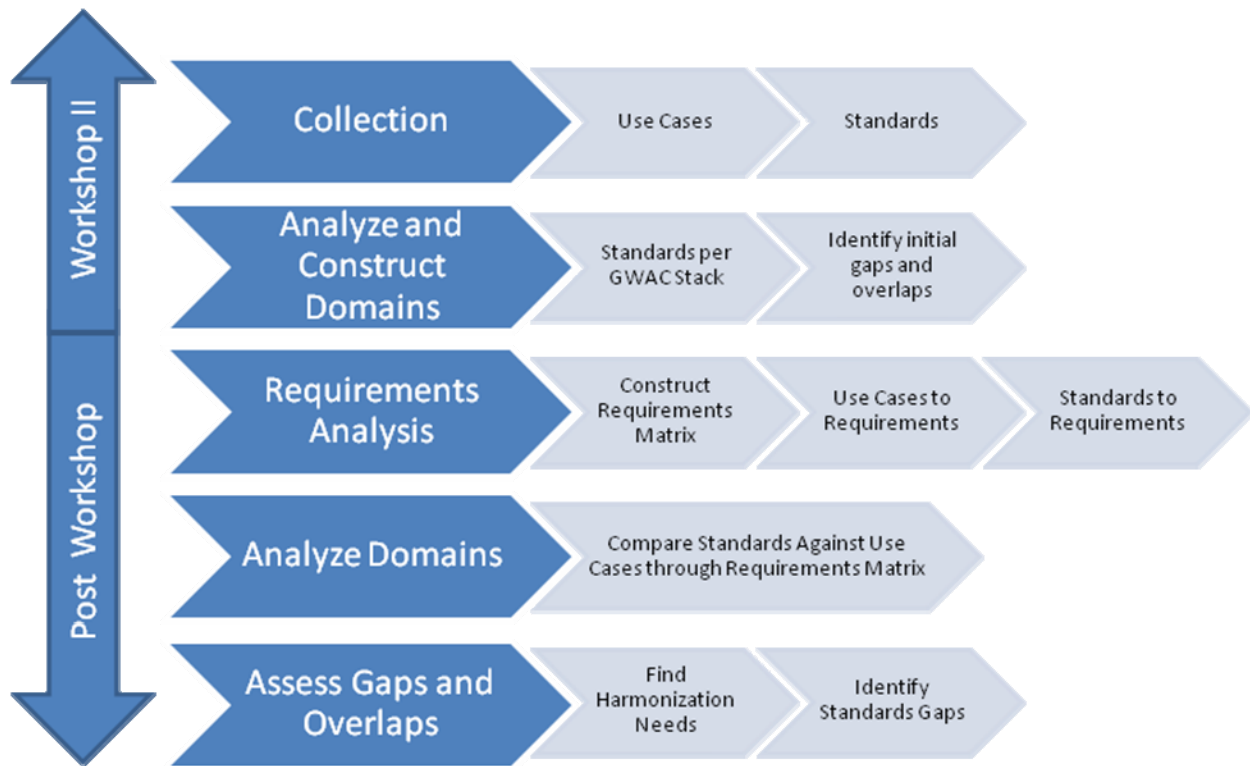 Workshop II
Post Workshop
Collection
Use Cases
Standards
Analyze and
Construct
Domains
Standards per
GWAC Stack
Identify initial
gaps and
overlaps
Requirements
Analysis
Construct
Requirements
Matrix
Use Cases to
Requirements
Standards to
Requirements
Analyze Domains
Compare Standards Against Use
Cases through Requirements Matrix
Assess Gaps and
Overlaps
Find
Harmonization
Needs
Identify
Standards Gaps